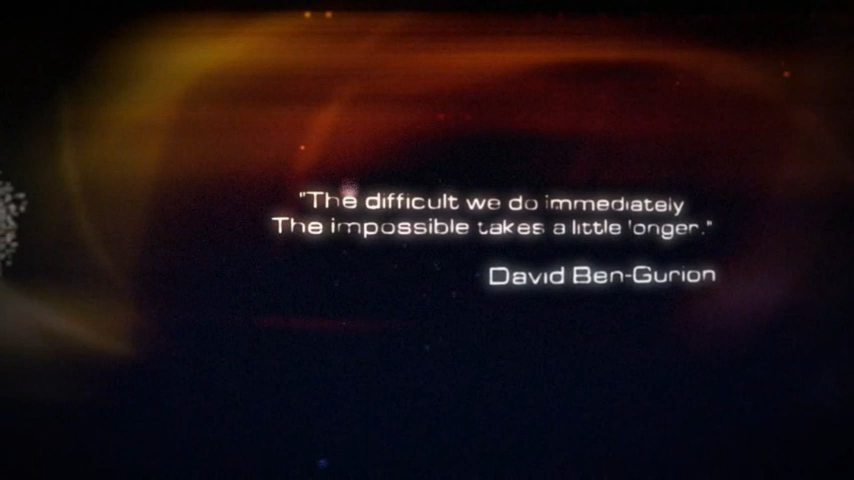 "The difficult we do immediately
The impossible takes a little longer."
David Ben-Gurion